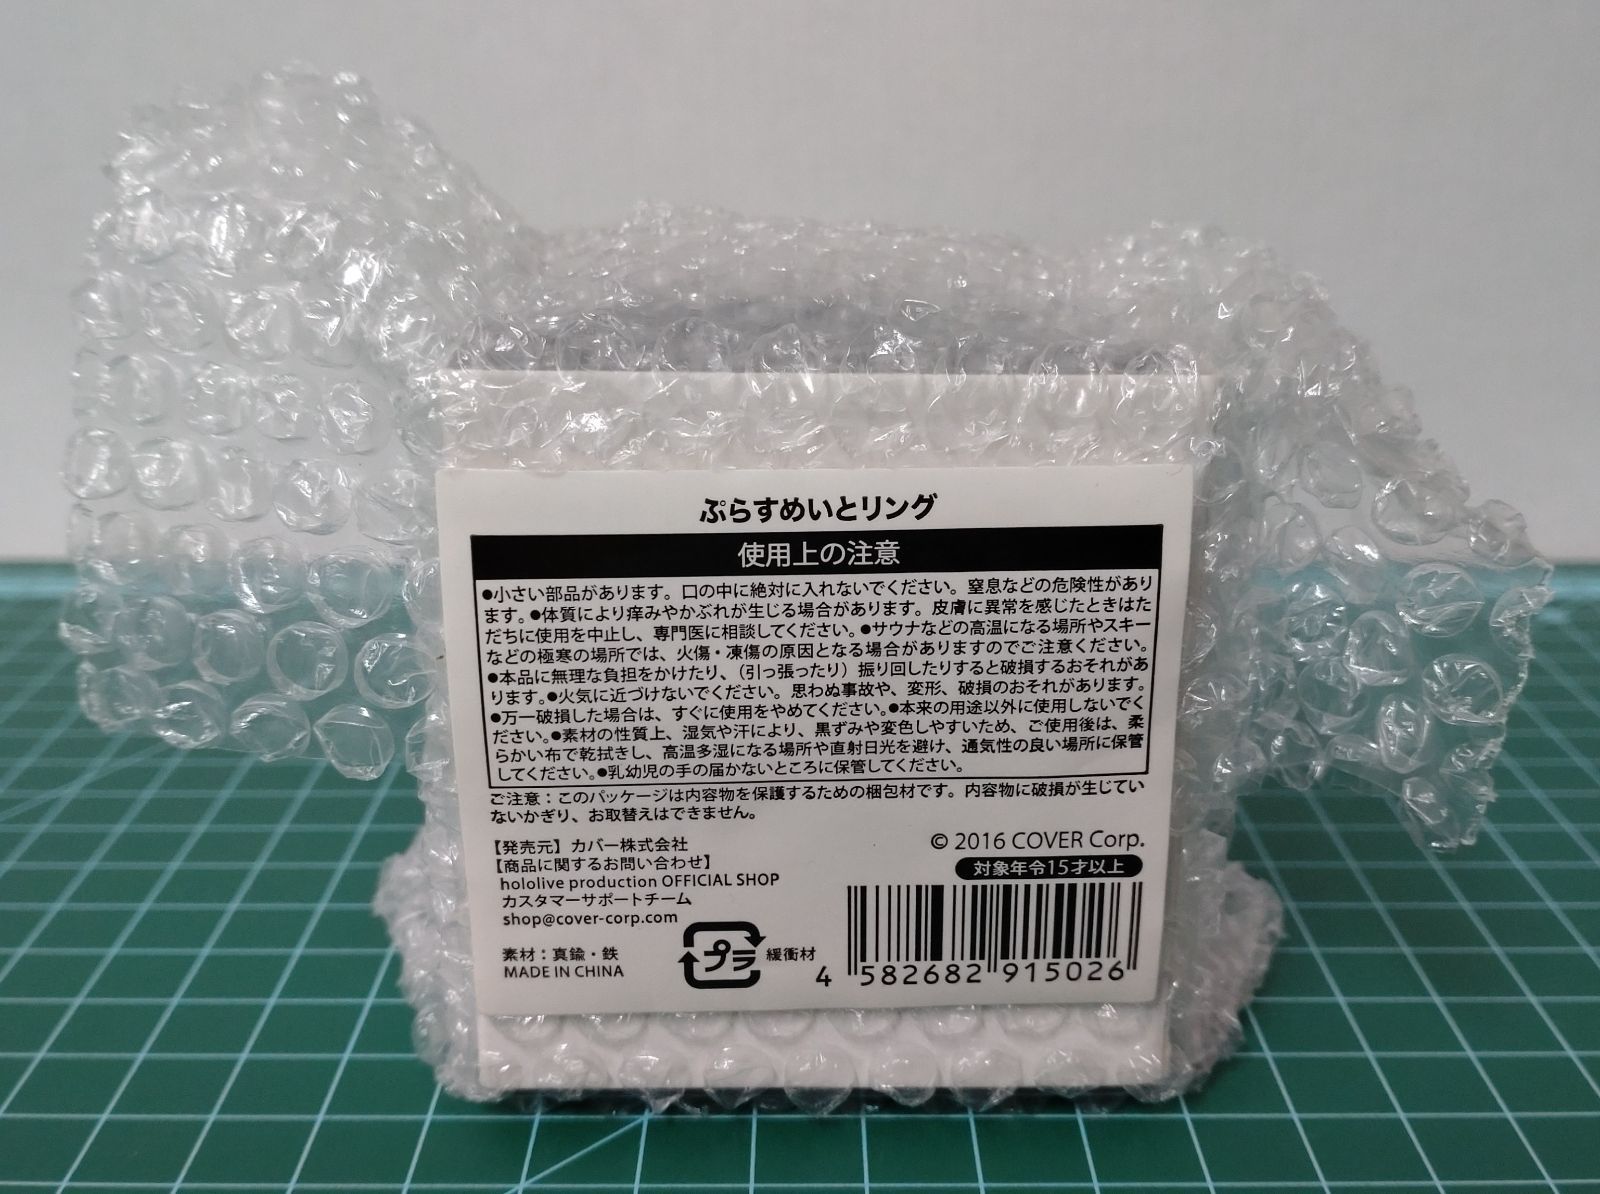 ぷらすめいとリング
使用上の注意
●小さい部品があります。口の中に絶対に入れないでください。窒息などの危険性があり
ます。●体質により痒みやかぶれが生じる場合があります。皮膚に異常を感じたときはた
だちに使用を中止し、専門医に相談してください。●サウナなどの高温になる場所やスキー
などの極寒の場所では、火傷・凍傷の原因となる場合がありますのでご注意ください。
●本品に無理な負担をかけたり、（引っ張ったり）振り回したりすると破損するおそれがあ
ります。●火気に近づけないでください。思わぬ事故や、変形、破損のおそれがあります。
●万一破損した場合は、すぐに使用をやめてください。●本来の用途以外に使用しないでく
ださい。●素材の性質上、湿気や汗により、黒ずみや変色しやすいため、ご使用後は、柔
らかい布で乾拭きし、高温多湿になる場所や直射日光を避け、通気性の良い場所に保管
してください。●乳幼児の手の届かないところに保管してください。
ご注意：このパッケージは内容物を保護するための梱包材です。内容物に破損が生じてい
ないかぎり、お取替えはできません。
【発売元】カバー株式会社
【商品に関するお問い合わせ】
hololive production OFFICIAL SHOP
カスタマーサポートチーム
shop@cover-corp.com
素材：真鍮・鉄
MADE IN CHINA
プラ 緩衝材
© 2016 COVER Corp.
対象年令15才以上
4 582682 915026